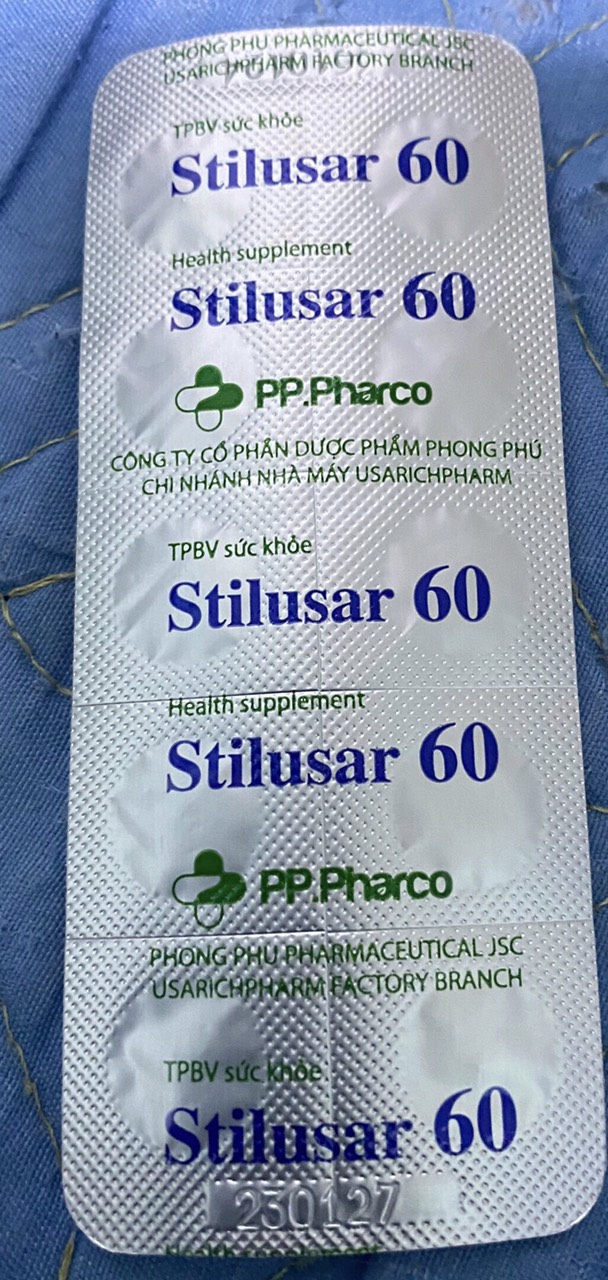 PHONG PHU PHARMACEUTICAL JSC
USARICHPHARM FACTORY BRANCH
TPBV sức khỏe
Stilusar 60
Health supplement
Stilusar 60
PP.Pharco
CÔNG TY CỔ PHẦN DƯỢC PHẨM PHONG PHÚ
CHI NHÁNH NHÀ MÁY USARICHPHARM
TPBV sức khỏe
Stilusar 60
Health supplement
Stilusar 60
PP.Pharco
PHONG PHU PHARMACEUTICAL JSC
USARICHPHARM FACTORY BRANCH
TPBV sức khỏe
Stilusar 60
230127
Health supplement